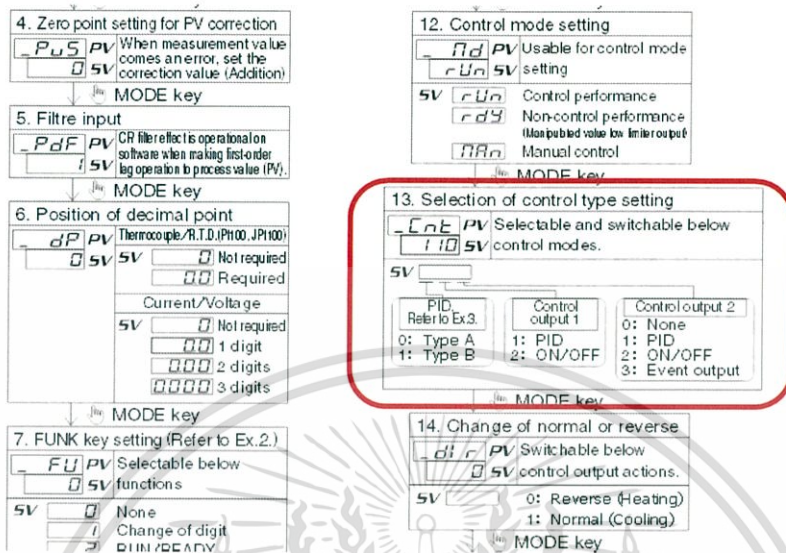 4. Zero point setting for PV correction
_PuS PV When measurement value
comes an error, set the
0 SV correction value (Addition)
MODE key
5. Filtre input
_PdF PV CR filter effect is operational on
software when making first-order
1 SV lag operation to process value (PV).
MODE key
6. Position of decimal point
_ dP PV Thermocouple/R.T.D.(Pt100, JPt100)
0 SV SV 0 Not required
0.0 Required
Current/Voltage
SV 0 Not required
0.0 1 digit
0.00 2 digits
0.000 3 digits
MODE key
7. FUNK key setting (Refer to Ex.2.)
_ FU PV Selectable below
0 SV functions
SV 0 None
1 Change of digit
2 RUN/READY
12. Control mode setting
_ nd PV Usable for control mode
rUn SV setting
SV rUn Control performance
rdY Non-control performance
(Manipulated value low limiter output)
nAn Manual control
MODE key
13. Selection of control type setting
_Cnt PV Selectable and switchable below
110 SV control modes.
SV
PID
Refer to Ex.3.
0: Type A
1: Type B
Control
output 1
1: PID
2: ON/OFF
Control output 2
0: None
1: PID
2: ON/OFF
3: Event output
MODE key
14. Change of normal or reverse
_ dIr PV Switchable below
0 SV control output actions.
SV 0: Reverse (Heating)
1: Normal (Cooling)
MODE key